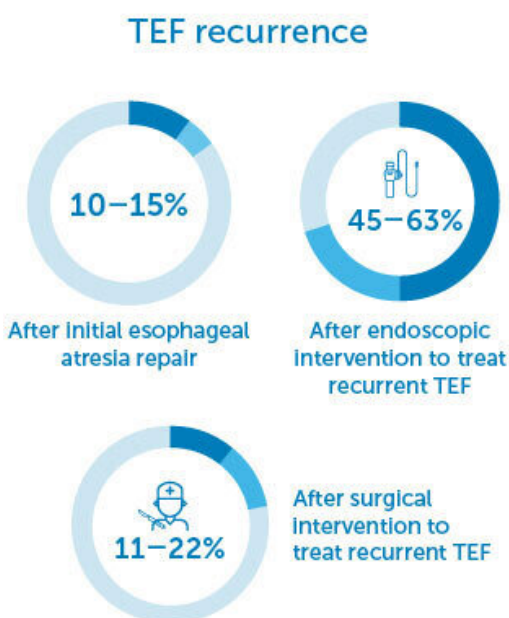 TEF recurrence
10–15%
After initial esophageal
atresia repair
45–63%
After endoscopic
intervention to treat
recurrent TEF
11–22%
After surgical
intervention to
treat recurrent TEF